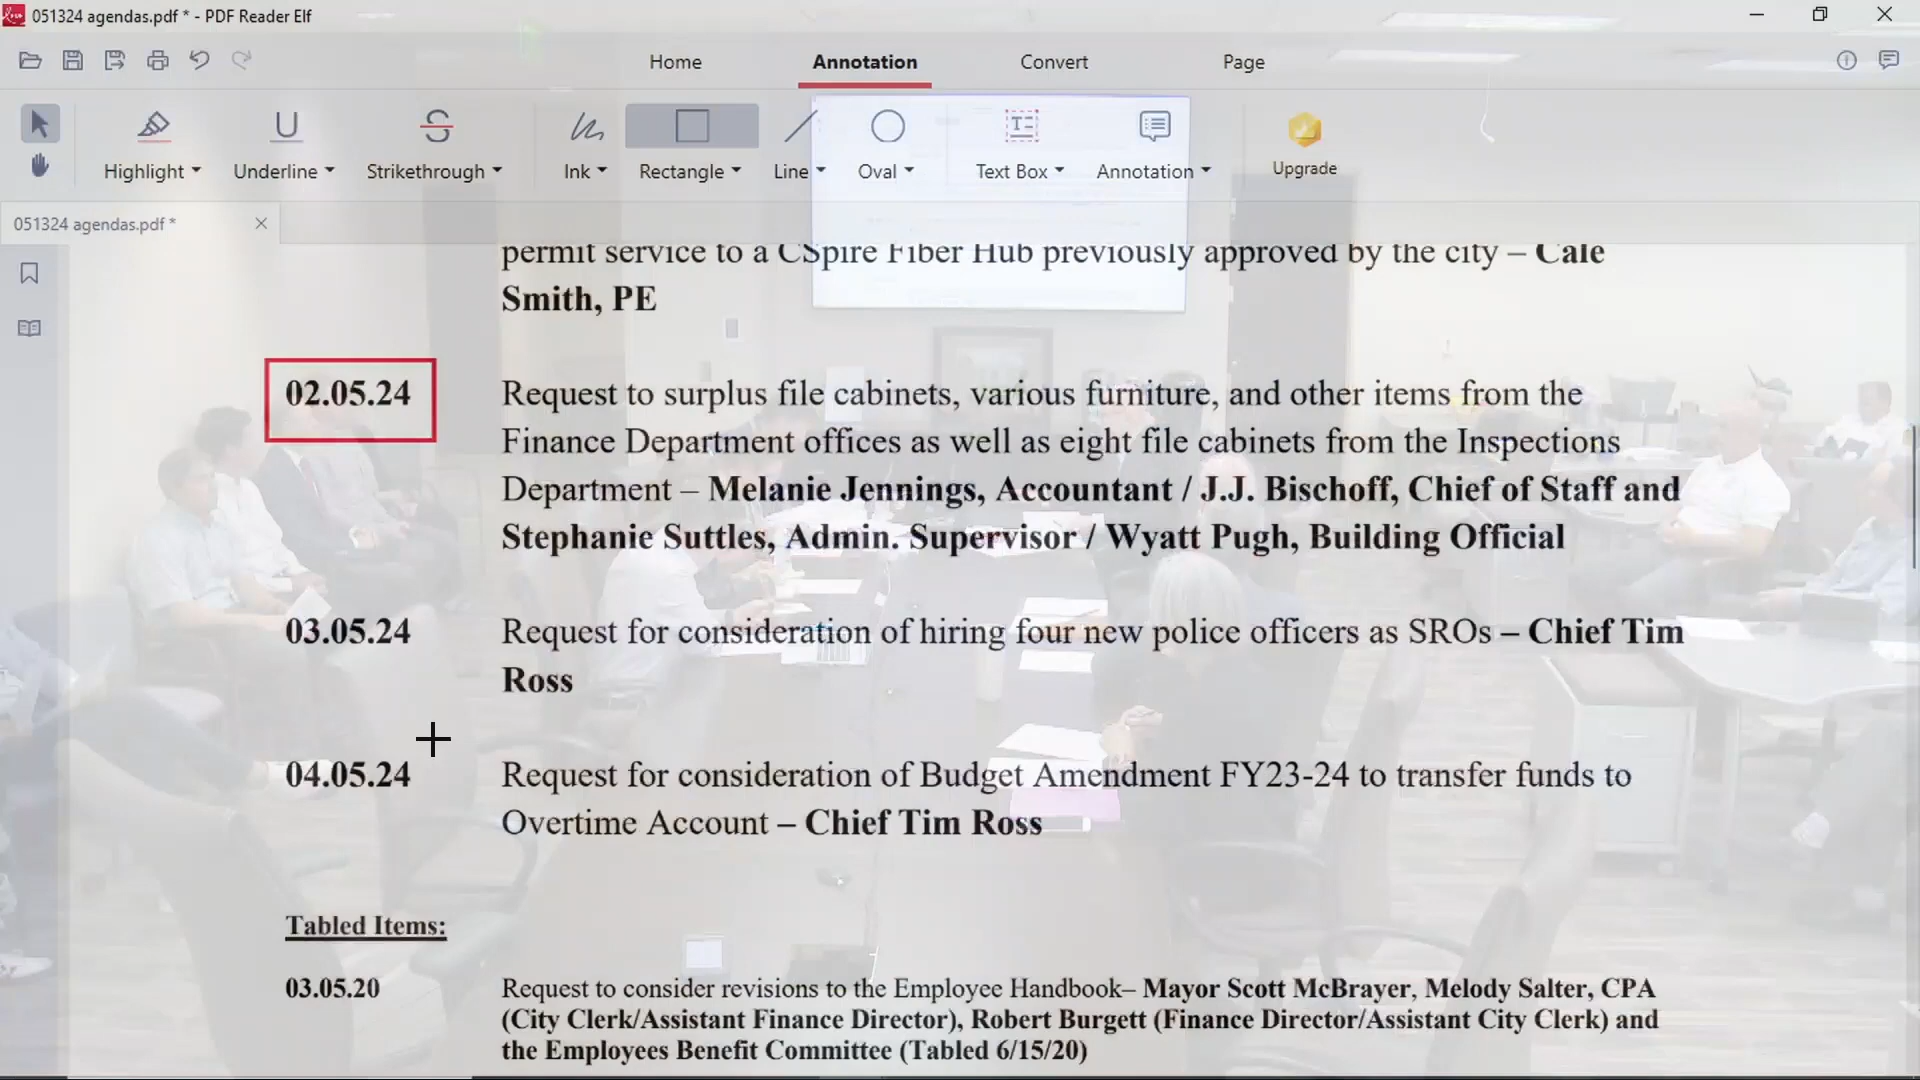 051324 agendas.pdf * - PDF Reader Elf
Home Annotation Convert Page
Highlight Underline Strikethrough Ink Rectangle Line Oval Text Box Annotation Upgrade
051324 agendas.pdf *
permit service to a CSpire Fiber Hub previously approved by the city – Cale
Smith, PE
02.05.24 Request to surplus file cabinets, various furniture, and other items from the
Finance Department offices as well as eight file cabinets from the Inspections
Department – Melanie Jennings, Accountant / J.J. Bischoff, Chief of Staff and
Stephanie Suttles, Admin. Supervisor / Wyatt Pugh, Building Official
03.05.24 Request for consideration of hiring four new police officers as SROs – Chief Tim
Ross
04.05.24 Request for consideration of Budget Amendment FY23-24 to transfer funds to
Overtime Account – Chief Tim Ross
Tabled Items:
03.05.20 Request to consider revisions to the Employee Handbook– Mayor Scott McBrayer, Melody Salter, CPA
(City Clerk/Assistant Finance Director), Robert Burgett (Finance Director/Assistant City Clerk) and
the Employees Benefit Committee (Tabled 6/15/20)